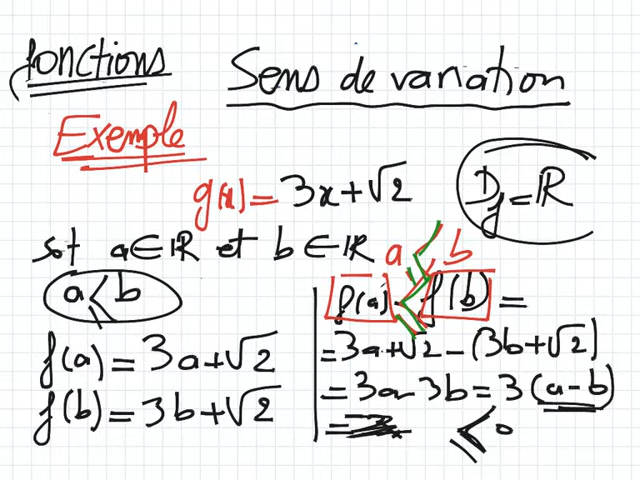 fonctions
Sens de variation
Exemple
g(x) = 3x + √2
D_f = ℝ
soit a ∈ ℝ et b ∈ ℝ
a < b
a ≤ b
f(a) < f(b) =
f(a) = 3a + √2
= 3a + √2 - (3b + √2)
f(b) = 3b + √2
= 3a - 3b = 3(a - b)
=
≤ 0